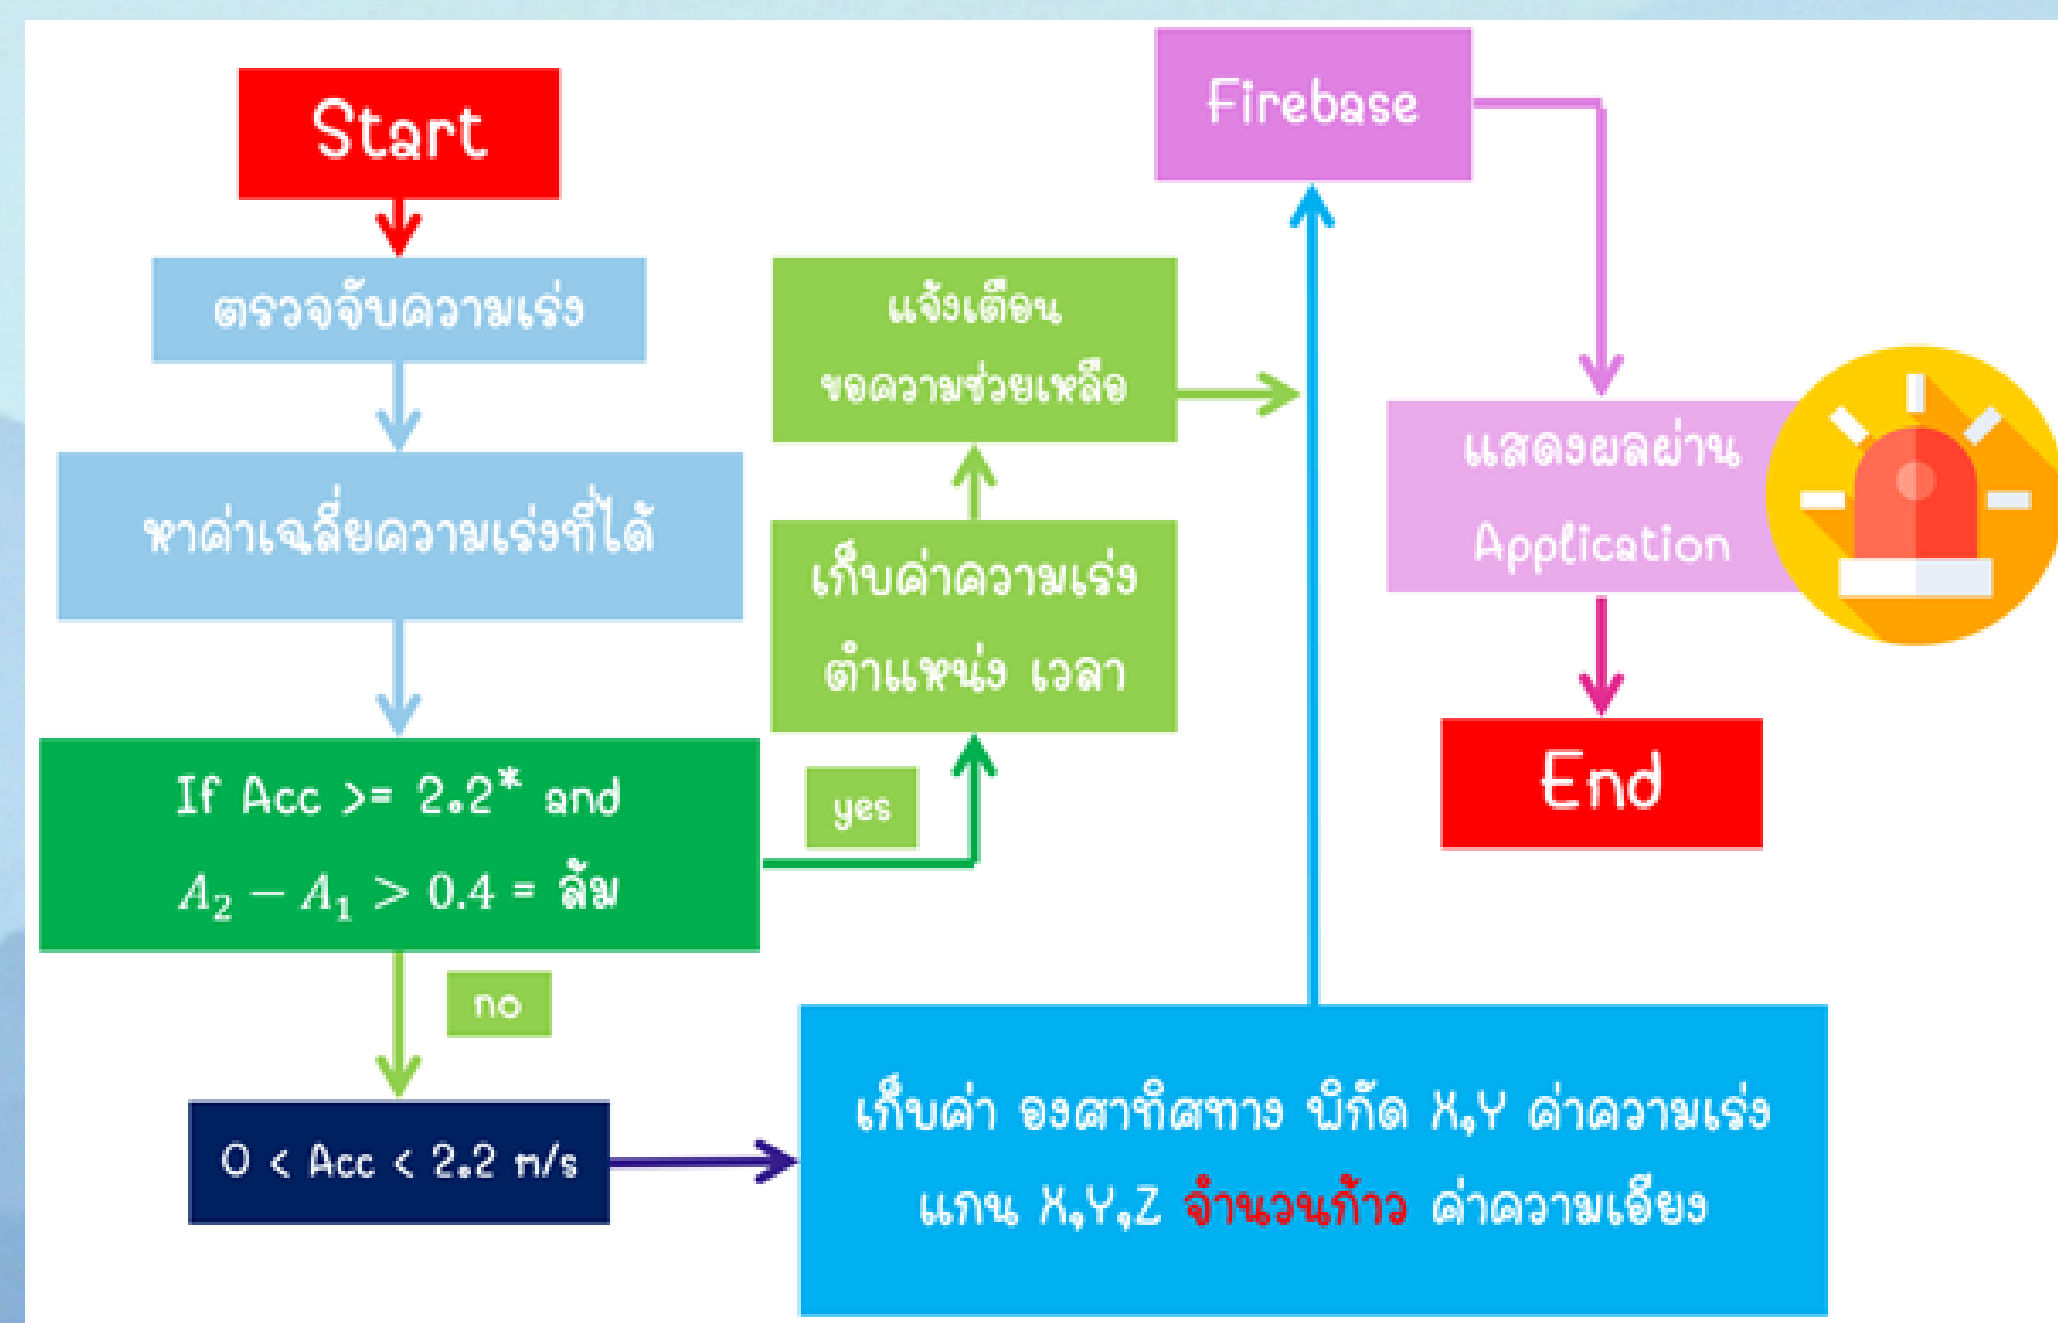 Start
ตรวจจับความเร่ง
หาค่าเฉลี่ยความเร่งที่ได้
If Acc >= 2.2* and
A₂ − A₁ > 0.4 = ล้ม
yes
no
0 < Acc < 2.2 m/s
เก็บค่าความเร่ง
ตำแหน่ง เวลา
แจ้งเตือน
ขอความช่วยเหลือ
เก็บค่า องศาทิศทาง พิกัด X,Y ค่าความเร่ง
แกน X,Y,Z จำนวนก้าว ค่าความเอียง
Firebase
แสดงผลผ่าน
Application
End